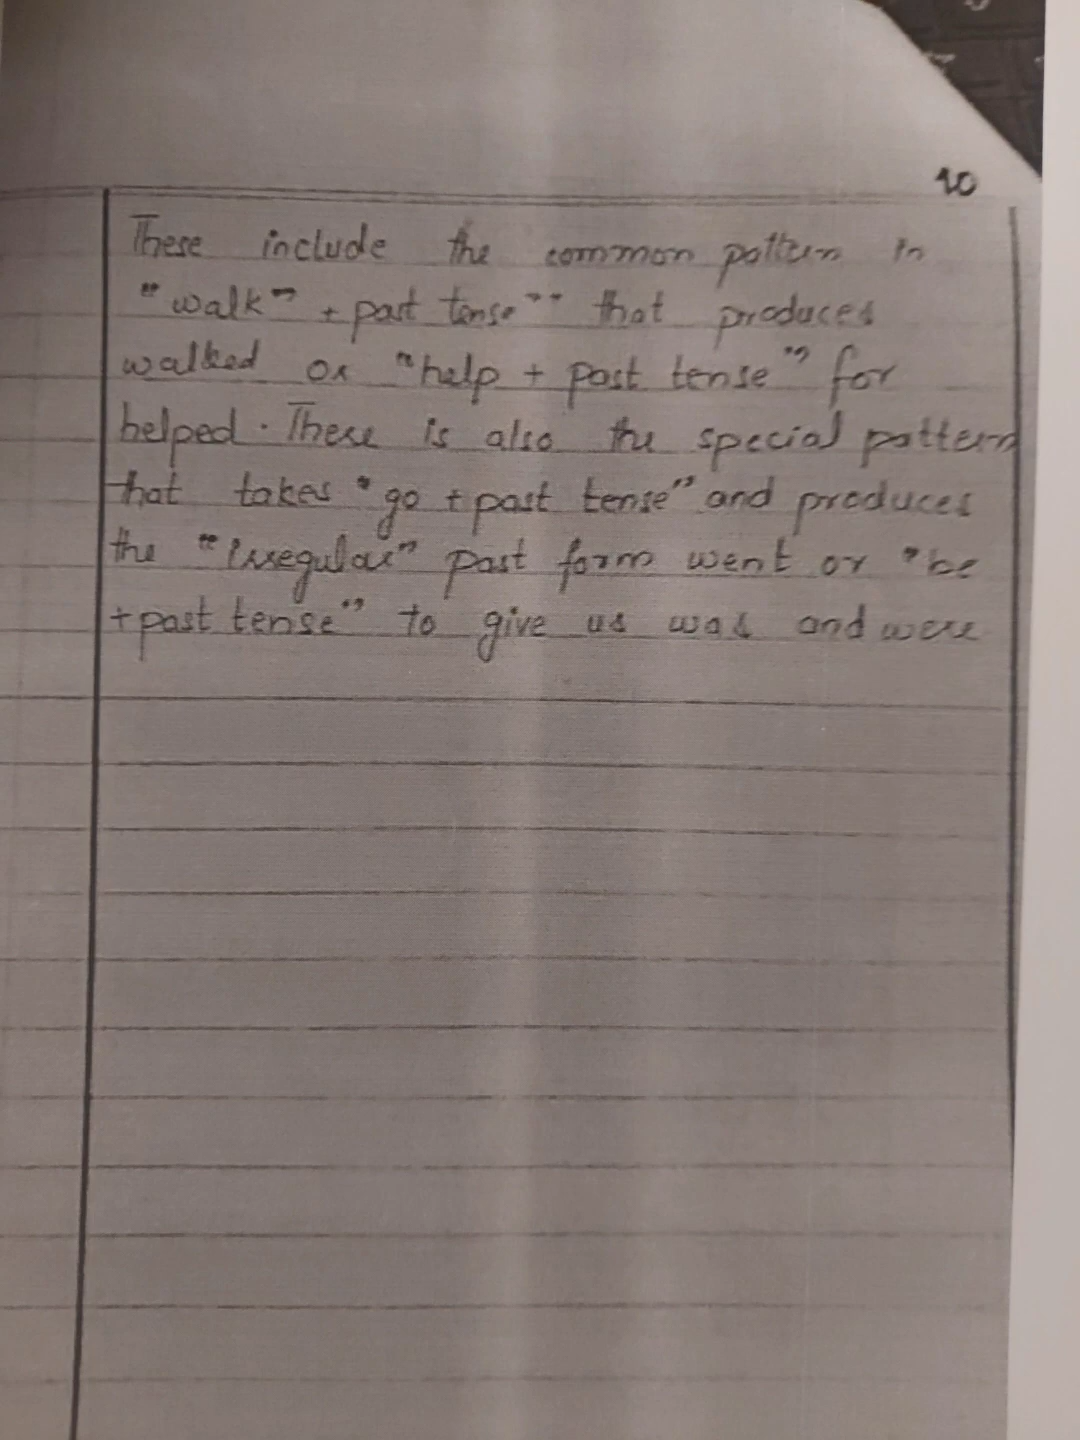 10
These include the common pattern in
"walk" + past tense" that produces
walked or "help + past tense" for
helped. There is also the special pattern
that takes "go + past tense" and produces
the "irregular" past form went or "be
+ past tense" to give us was and were